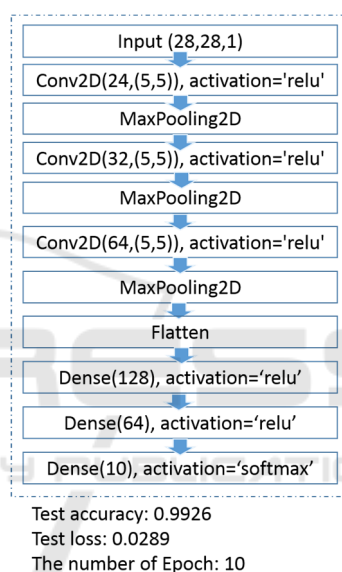 Input (28,28,1)
Conv2D(24,(5,5)), activation='relu'
MaxPooling2D
Conv2D(32,(5,5)), activation='relu'
MaxPooling2D
Conv2D(64,(5,5)), activation='relu'
MaxPooling2D
Flatten
Dense(128), activation=‘relu’
Dense(64), activation=‘relu’
Dense(10), activation=‘softmax’
Test accuracy: 0.9926
Test loss: 0.0289
The number of Epoch: 10